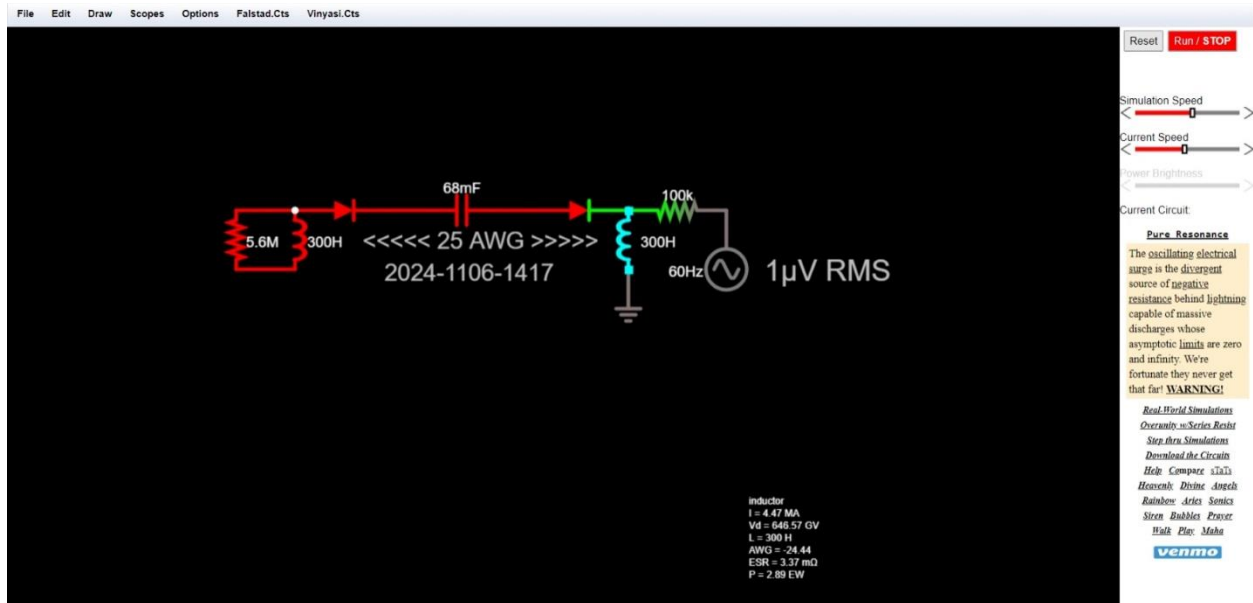 File Edit Draw Scopes Options Falstad.Cts Vinyasi.Cts
Reset Run / STOP
Simulation Speed
Current Speed
Power Brightness
Current Circuit:
Pure Resonance
The oscillating electrical
surge is the divergent
source of negative
resistance behind lightning
capable of massive
discharges whose
asymptotic limits are zero
and infinity. We're
fortunate they never get
that far! WARNING!
Real-World Simulations
Overunity w/Series Resist
Step thru Simulations
Download the Circuits
Help Compare sTaTs
Heavenly Divine Angels
Rainbow Aries Sonics
Siren Bubbles Prayer
Walk Play Maha
venmo
68mF
100k
5.6M 300H <<<<< 25 AWG >>>>> 300H
2024-1106-1417
60Hz 1µV RMS
inductor
I = 4.47 MA
Vd = 646.57 GV
L = 300 H
AWG = -24.44
ESR = 3.37 mΩ
P = 2.89 EW